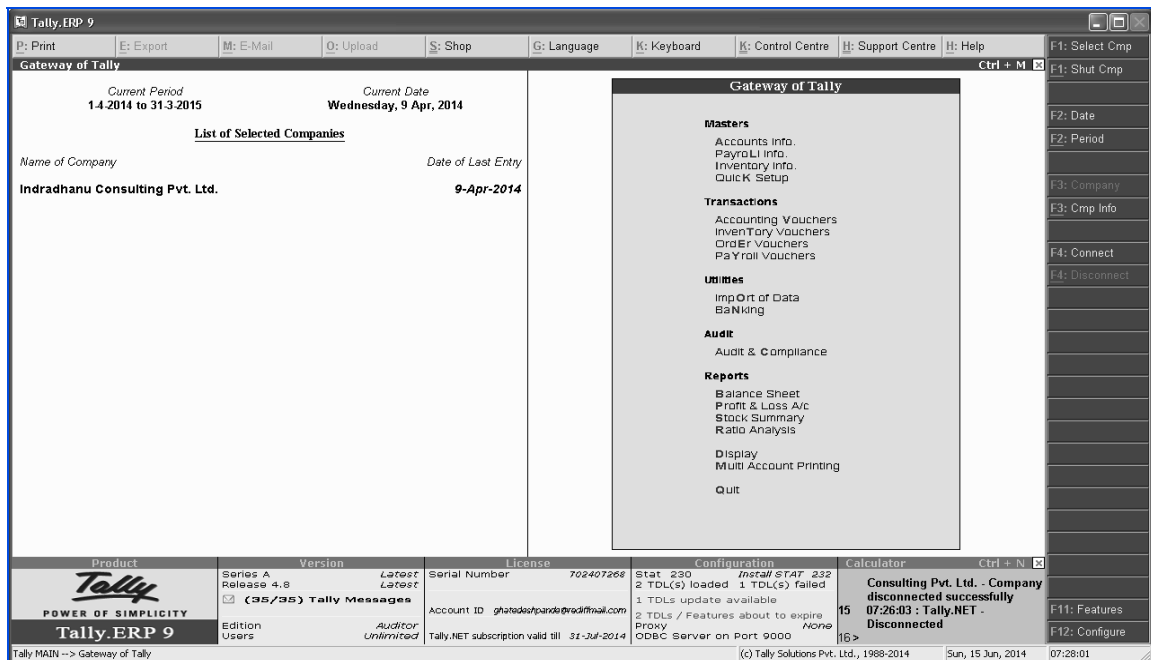 Tally.ERP 9
P: Print E: Export M: E-Mail O: Upload S: Shop G: Language K: Keyboard K: Control Centre H: Support Centre H: Help
Gateway of Tally Ctrl + M
Current Period Current Date
1-4-2014 to 31-3-2015 Wednesday, 9 Apr, 2014
List of Selected Companies
Name of Company Date of Last Entry
Indradhanu Consulting Pvt. Ltd. 9-Apr-2014
Gateway of Tally
Masters
Accounts Info.
PayroLl Info.
Inventory Info.
QuicK Setup
Transactions
Accounting Vouchers
InvenTory Vouchers
OrdEr Vouchers
PaYroll Vouchers
Utilities
ImpOrt of Data
BaNking
Audit
Audit & Compliance
Reports
Balance Sheet
Profit & Loss A/c
Stock Summary
Ratio Analysis
Display
Multi Account Printing
Quit
F1: Select Cmp
F1: Shut Cmp
F2: Date
F2: Period
F3: Company
F3: Cmp Info
F4: Connect
F4: Disconnect
F11: Features
F12: Configure
Product
Tally
POWER OF SIMPLICITY
Tally.ERP 9
Version
Series A Latest
Release 4.8 Latest
(35/35) Tally Messages
Edition Auditor
Users Unlimited
License
Serial Number 702407268
Account ID ghatedeshpande@rediffmail.com
Tally.NET subscription valid till 31-Jul-2014
Configuration
Stat 230 Install STAT 232
2 TDL(s) loaded 1 TDL(s) failed
1 TDLs update available
2 TDLs / Features about to expire
Proxy None
ODBC Server on Port 9000
Calculator Ctrl + N
Consulting Pvt. Ltd. - Company
disconnected successfully
15 07:26:03 : Tally.NET -
Disconnected
16>
Tally MAIN --> Gateway of Tally (c) Tally Solutions Pvt. Ltd., 1988-2014 Sun, 15 Jun, 2014 07:28:01